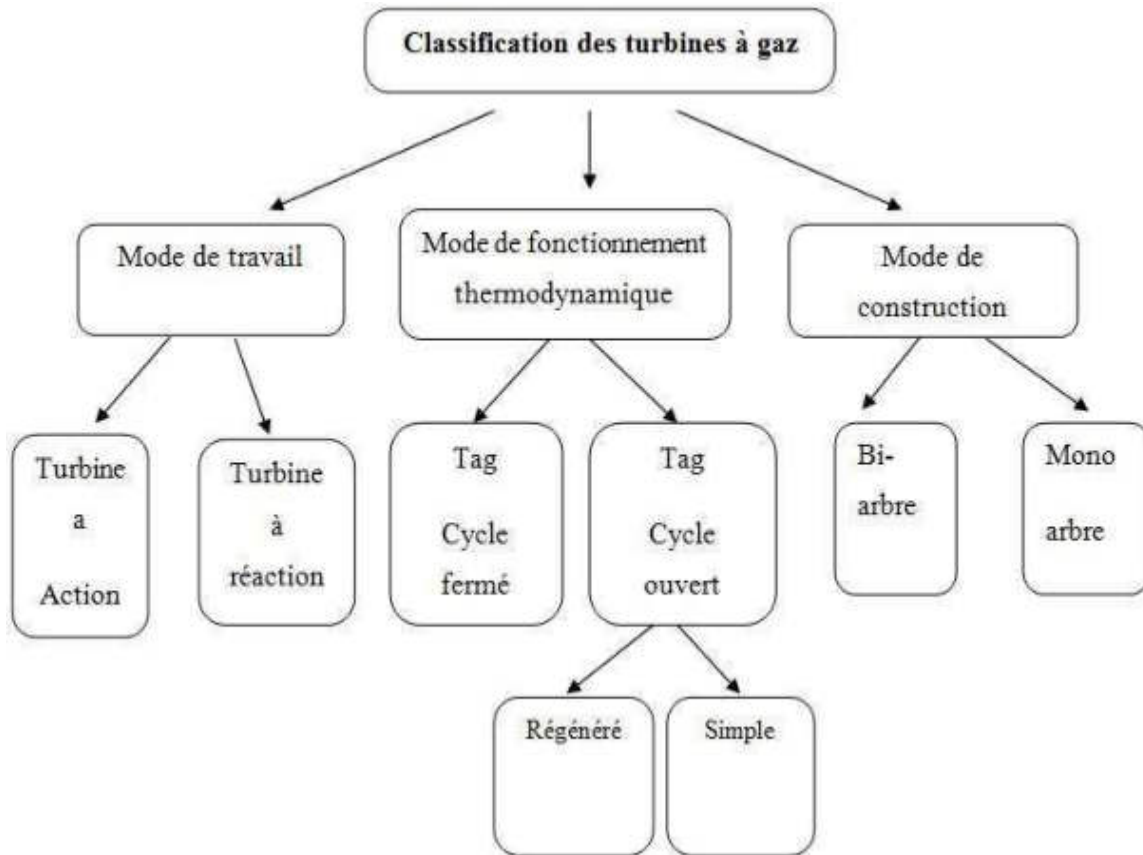 Classification des turbines à gaz
Mode de travail
Mode de fonctionnement
thermodynamique
Mode de
construction
Turbine
a
Action
Turbine
à
réaction
Tag
Cycle
fermé
Tag
Cycle
ouvert
Bi-
arbre
Mono
arbre
Régénéré
Simple